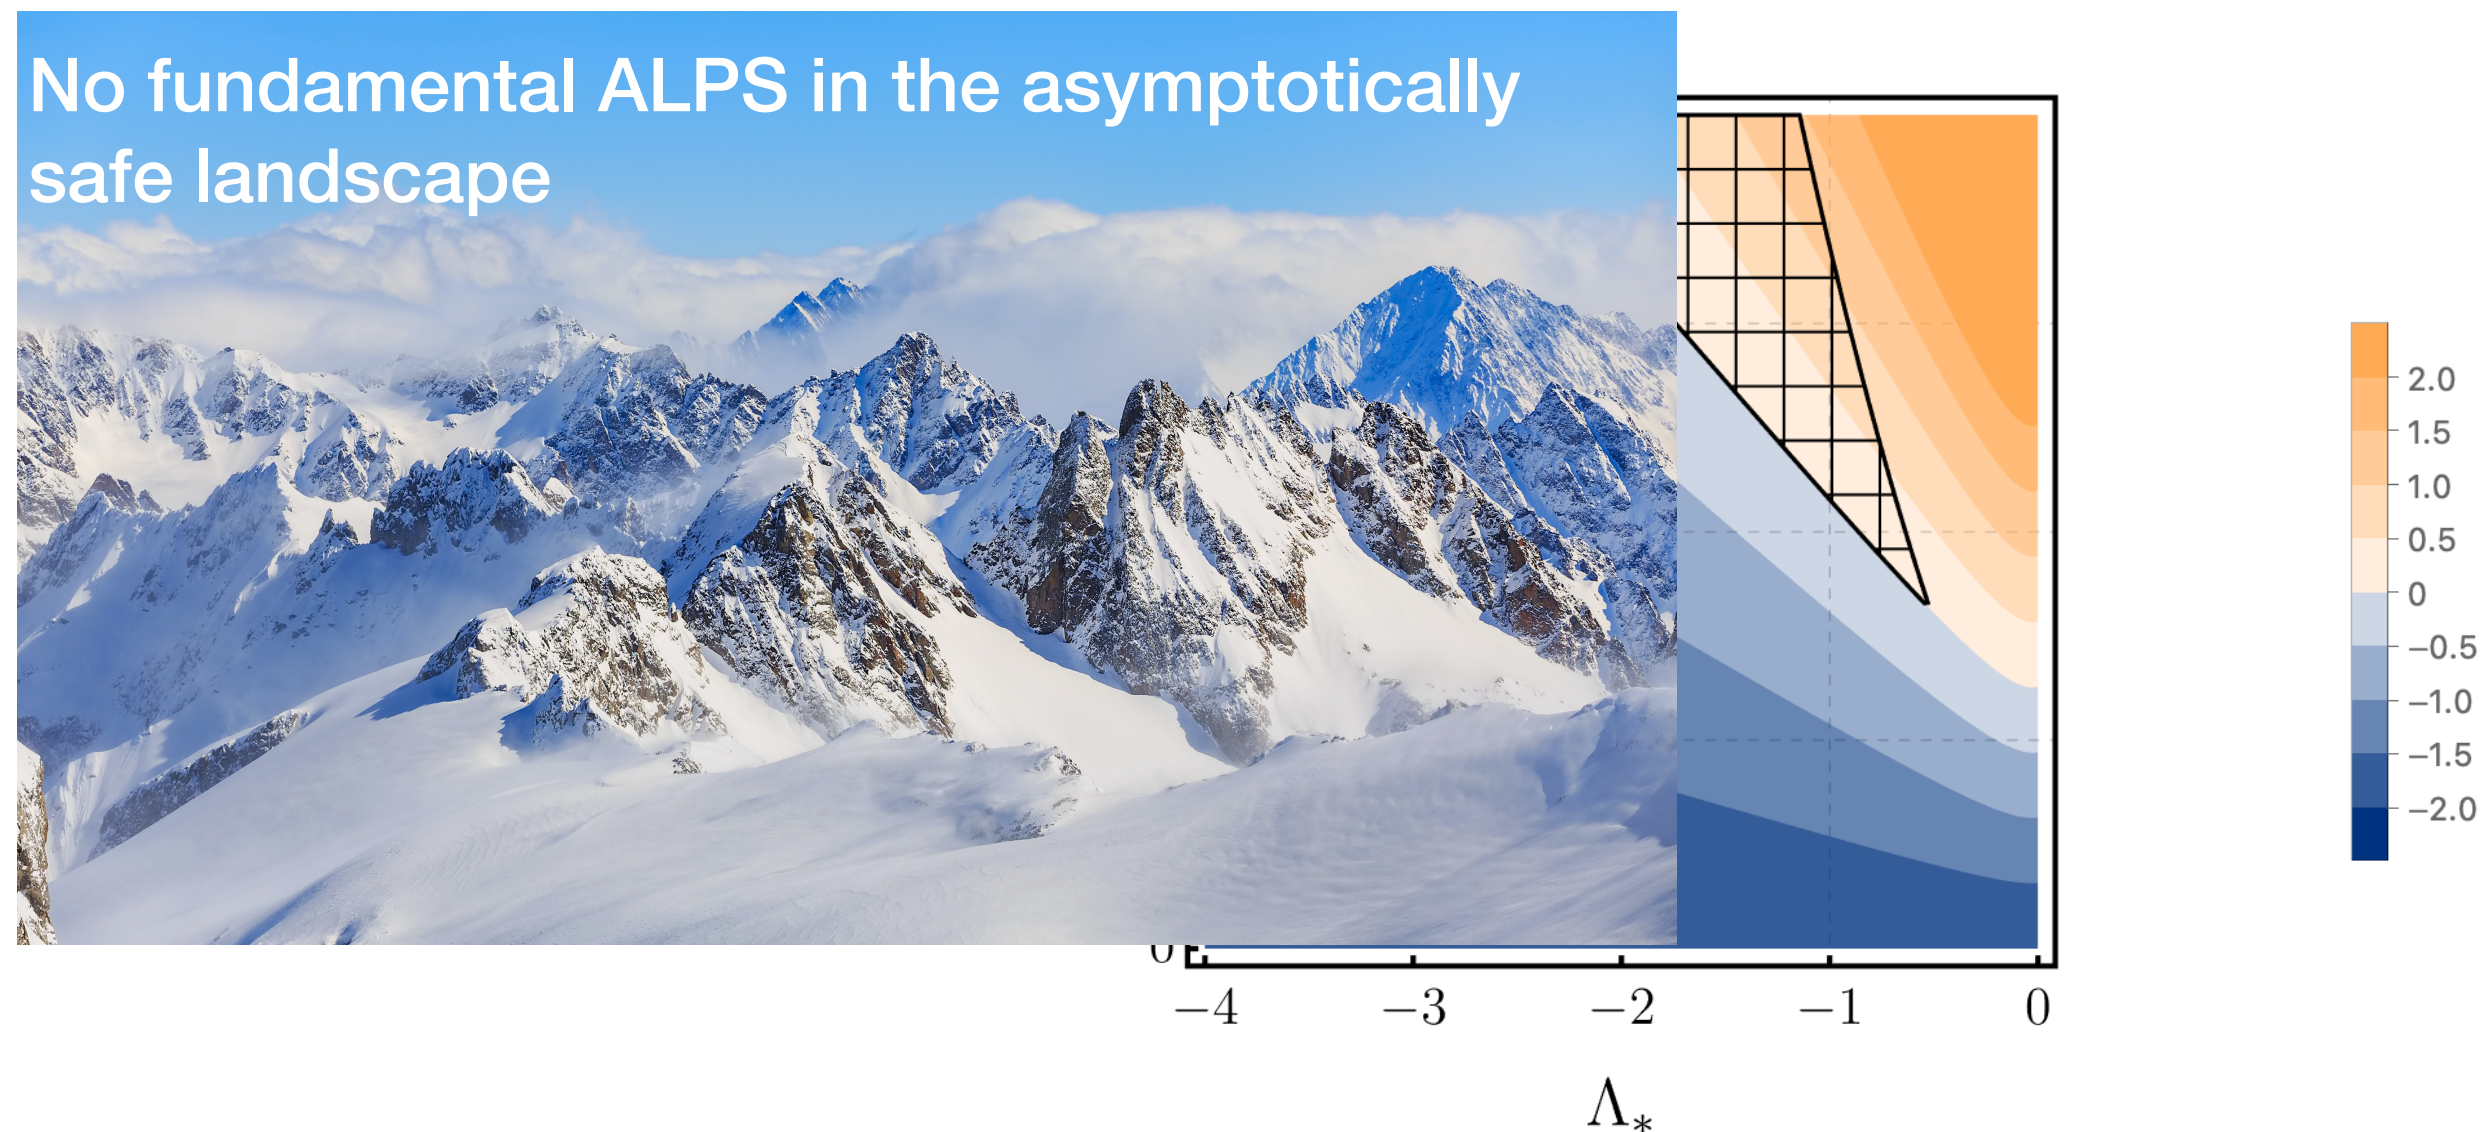 No fundamental ALPS in the asymptotically
safe landscape
2.0
1.5
1.0
0.5
0
−0.5
−1.0
−1.5
−2.0
0
−4 −3 −2 −1 0
Λ*